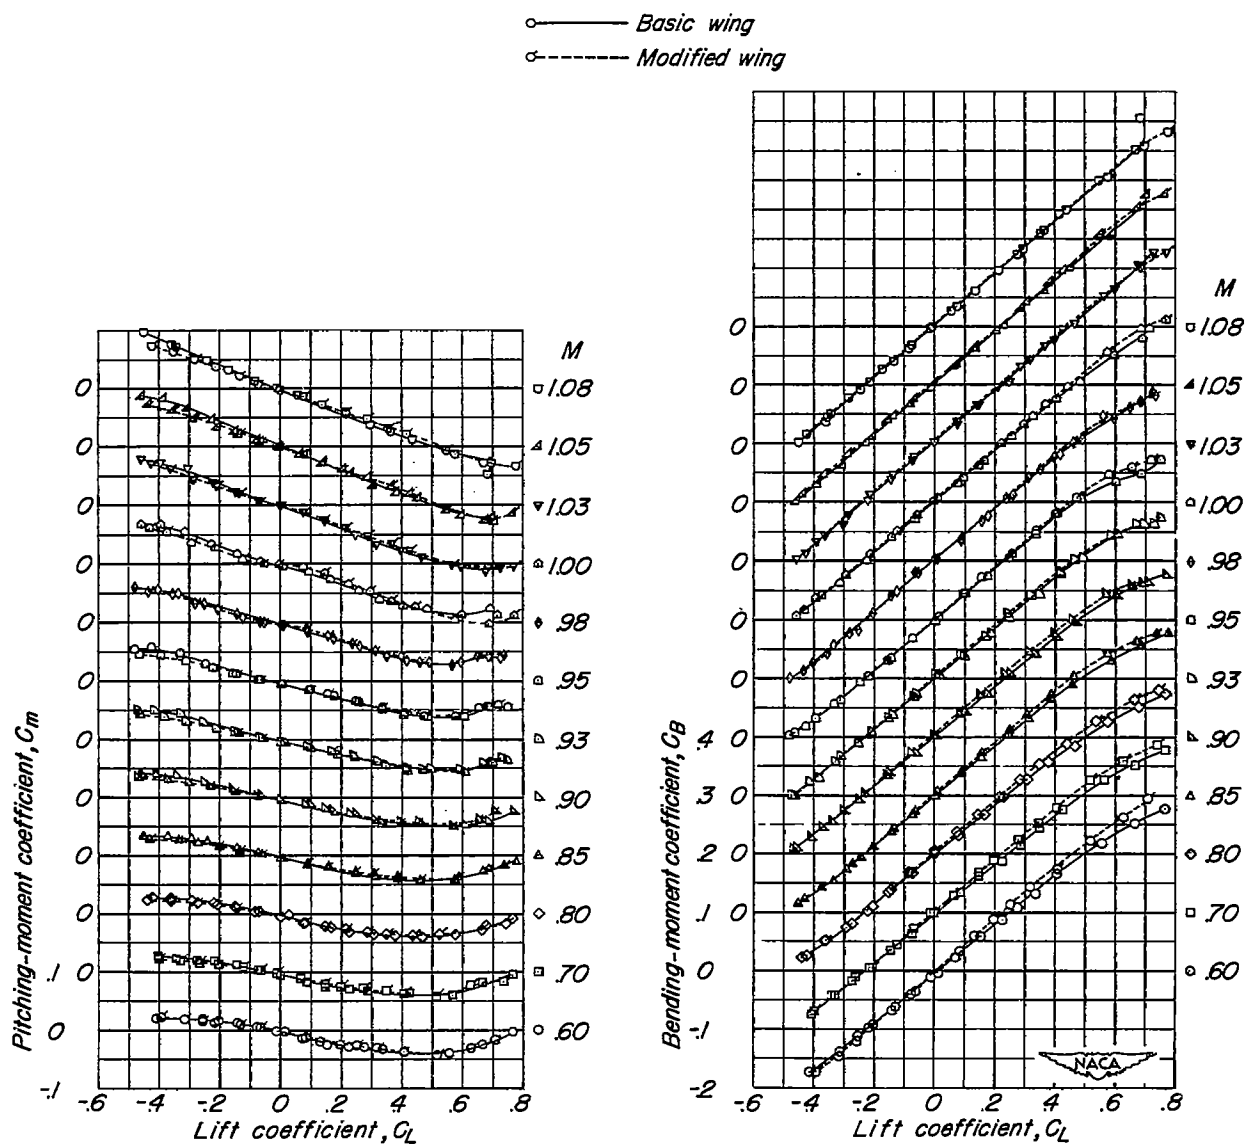 Basic wing
Modified wing
M
0 1.08
0 1.05
0 1.03
0 1.00
0 .98
0 .95
0 .93
0 .90
0 .85
0 .80
.1 0 .70
0 .60
-.1
-.6 -.4 -.2 0 .2 .4 .6 .8
Lift coefficient, CL
Pitching-moment coefficient, Cm
M
0 1.08
0 1.05
0 1.03
0 1.00
0 .98
0 .95
0 .93
.4 0 .90
.3 0 .85
.2 0 .80
.1 0 .70
0 .60
-.1
-.2
NACA
-.6 -.4 -.2 0 .2 .4 .6 .8
Lift coefficient, CL
Bending-moment coefficient, CB